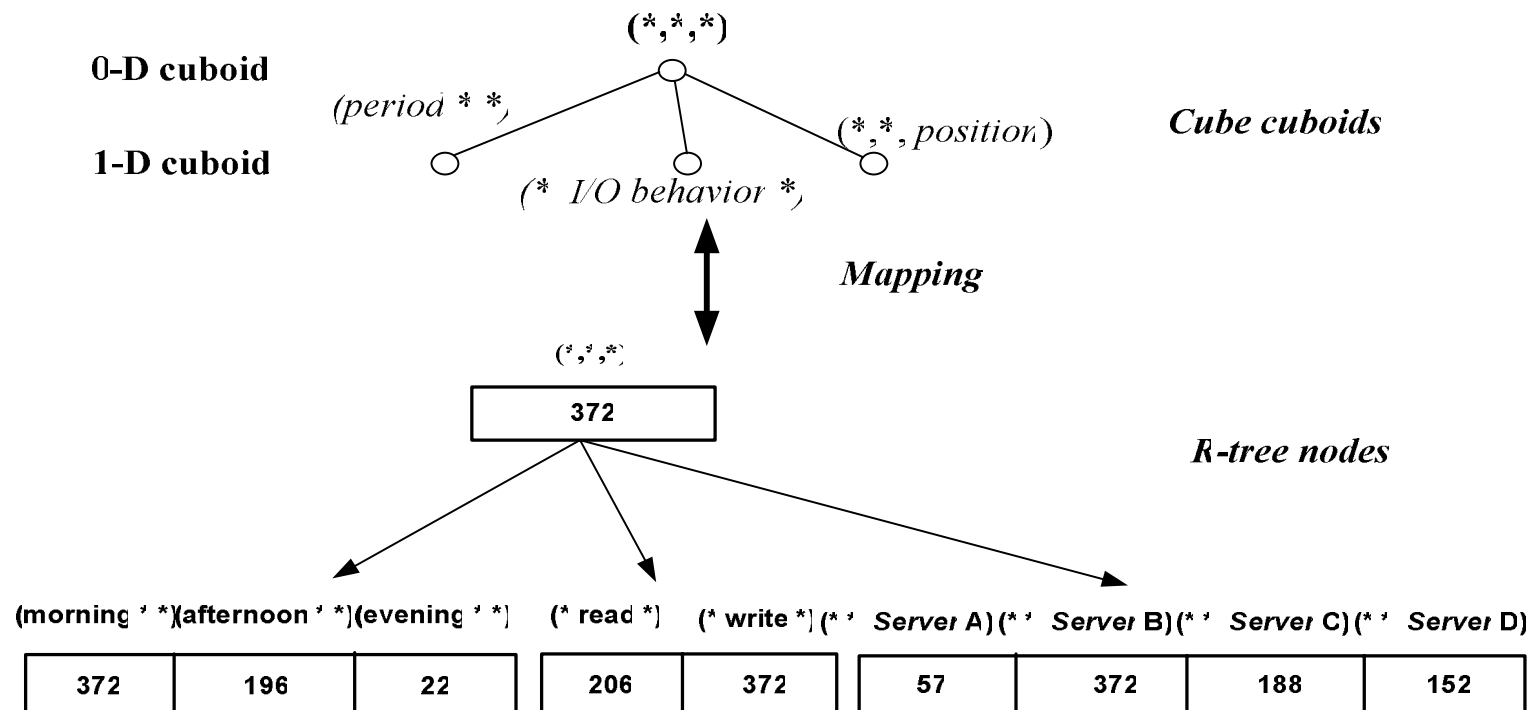 (*,*,*)
0-D cuboid
(period * *)
(*,*, position)
Cube cuboids
1-D cuboid
(* I/O behavior *)
Mapping
(*,*,*)
372
R-tree nodes
(morning * *) (afternoon * *) (evening * *) (* read *) (* write *) (* * Server A) (* * Server B) (* * Server C) (* * Server D)
372 196 22 206 372 57 372 188 152